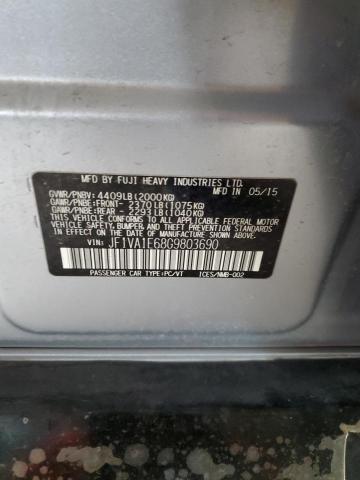 MFD BY FUJI HEAVY INDUSTRIES LTD.
MFD IN 05/15
GVWR/PNBV: 4409LB (2000KG)
GAWR/PNBE: FRONT- 2370LB (1075KG)
GAWR/PNBE: REAR - 2293LB (1040KG)
THIS VEHICLE CONFORMS TO ALL APPLICABLE FEDERAL MOTOR
VEHICLE SAFETY, BUMPER, AND THEFT PREVENTION STANDARDS
IN EFFECT ON THE DATE OF MANUFACTURE SHOWN ABOVE.
VIN: JF1VA1E68G9803690
PASSENGER CAR TYPE:PC/VT ICES/NMB-002